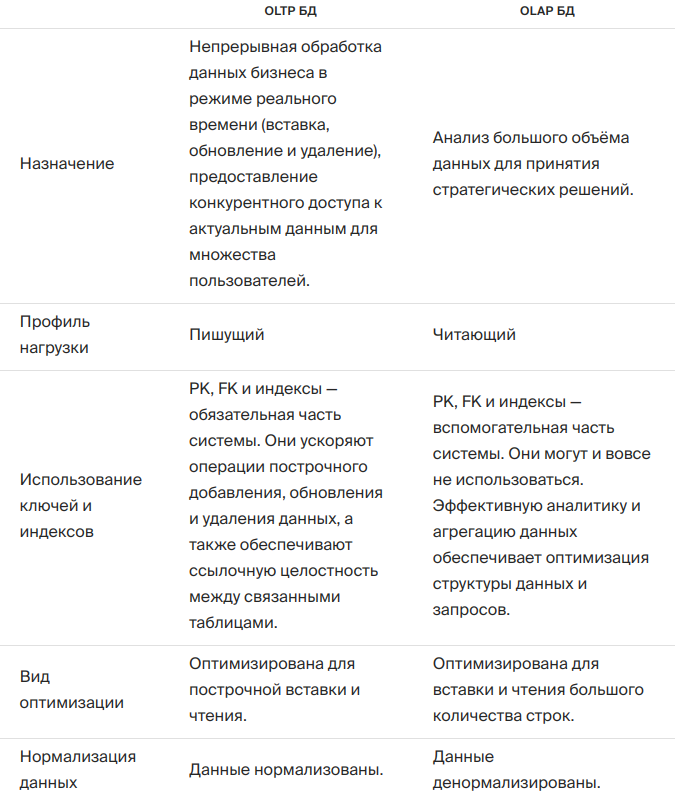 OLTP БД
OLAP БД
Назначение
Непрерывная обработка
данных бизнеса в
режиме реального
времени (вставка,
обновление и удаление),
предоставление
конкурентного доступа к
актуальным данным для
множества
пользователей.
Анализ большого объёма
данных для принятия
стратегических решений.
Профиль
нагрузки
Пишущий
Читающий
Использование
ключей и
индексов
PK, FK и индексы —
обязательная часть
системы. Они ускоряют
операции построчного
добавления, обновления
и удаления данных, а
также обеспечивают
ссылочную целостность
между связанными
таблицами.
PK, FK и индексы —
вспомогательная часть
системы. Они могут и вовсе
не использоваться.
Эффективную аналитику и
агрегацию данных
обеспечивает оптимизация
структуры данных и
запросов.
Вид
оптимизации
Оптимизирована для
построчной вставки и
чтения.
Оптимизирована для
вставки и чтения большого
количества строк.
Нормализация
данных
Данные нормализованы.
Данные
денормализированы.